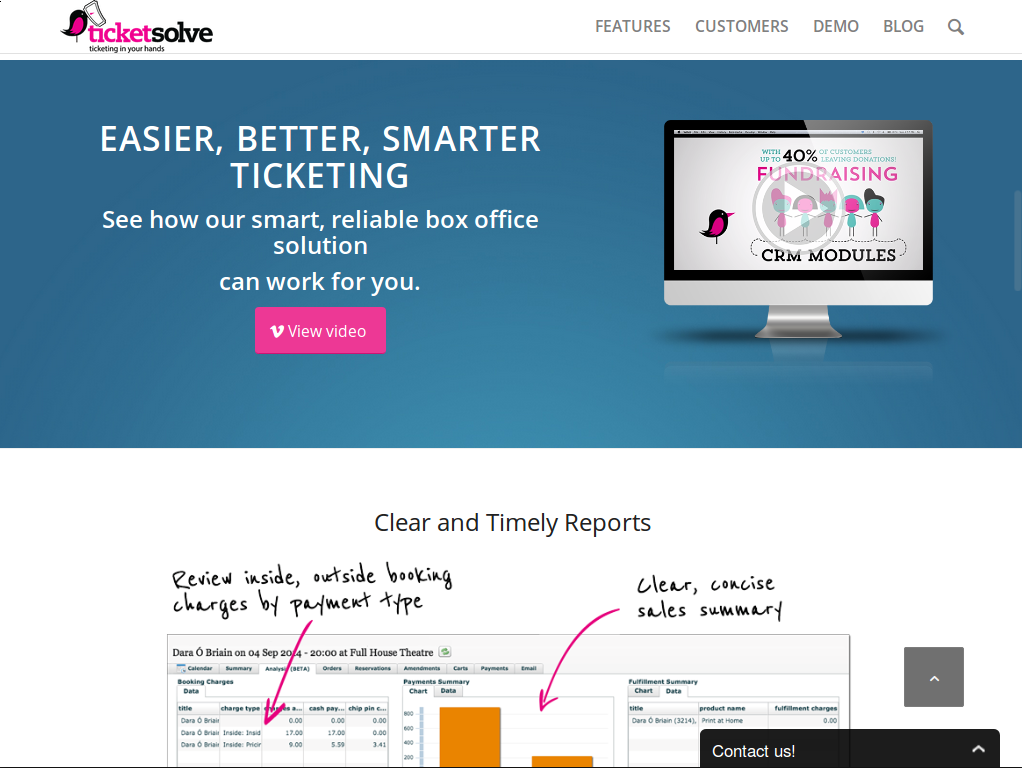 ticketsolve
ticketing in your hands
FEATURES CUSTOMERS DEMO BLOG
EASIER, BETTER, SMARTER
TICKETING
See how our smart, reliable box office
solution
can work for you.
View video
WITH 40% OF CUSTOMERS
UP TO LEAVING DONATIONS!
FUNDRAISING
CRM MODULES
Clear and Timely Reports
Review inside, outside booking
charges by payment type
Clear, concise
sales summary
Dara Ó Briain on 04 Sep 2014 - 20:00 at Full House Theatre
Calendar Summary Analysis (BETA) Orders Reservations Amendments Carts Payments Email
Booking Charges Payments Summary Fulfillment Summary
Data Chart Data Chart Data
title charge type cash pay... chip pin c... title product name fulfillment charges
Dara Ó Briain 0.00 0.00 0.00 800 Dara Ó Briain (3214), Print at Home 0.00
Dara Ó Briain Inside: Insid 17.00 17.00 0.00 600
Dara Ó Briain Inside: Pricin 9.00 5.59 3.41 400
200
Contact us!